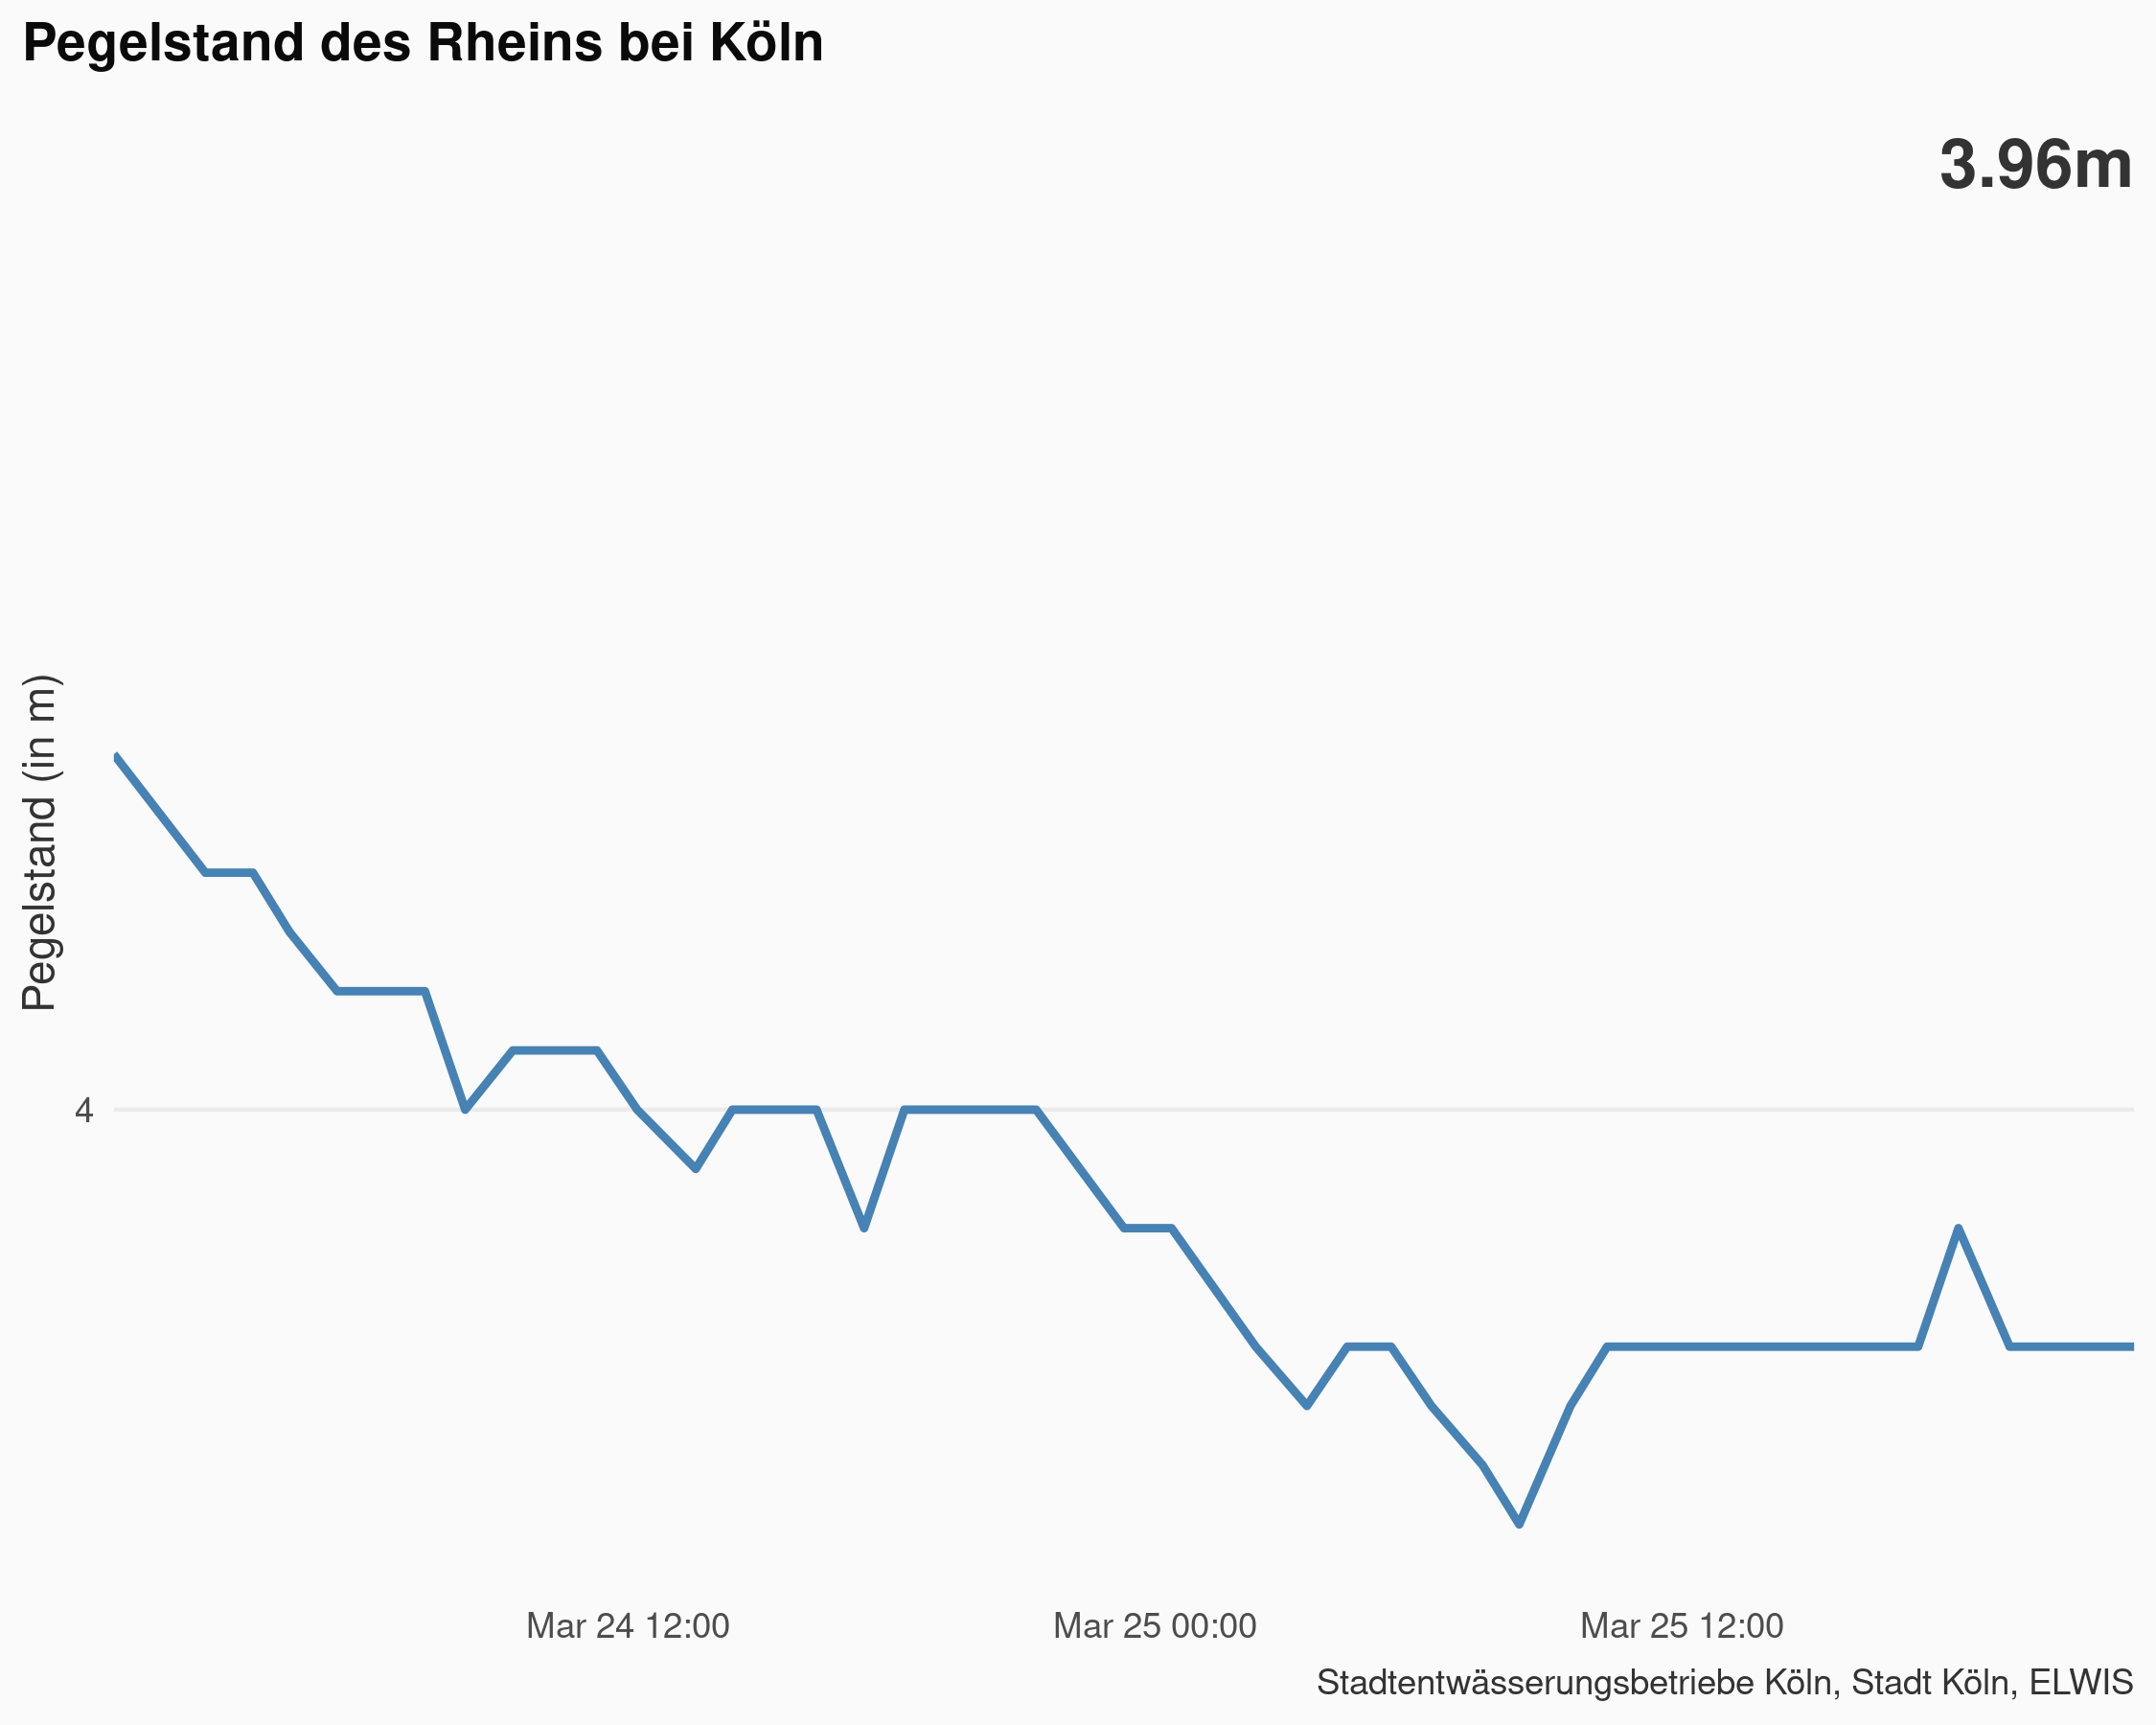 Pegelstand des Rheins bei Köln
3.96m
Pegelstand (in m)
4
Mar 24 12:00
Mar 25 00:00
Mar 25 12:00
Stadtentwässerungsbetriebe Köln, Stadt Köln, ELWIS